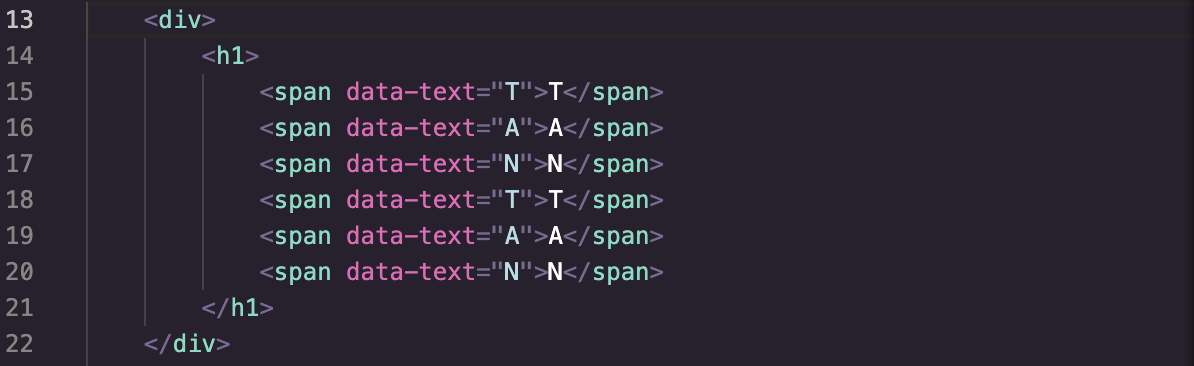 13 <div>
14 <h1>
15 <span data-text="T">T</span>
16 <span data-text="A">A</span>
17 <span data-text="N">N</span>
18 <span data-text="T">T</span>
19 <span data-text="A">A</span>
20 <span data-text="N">N</span>
21 </h1>
22 </div>